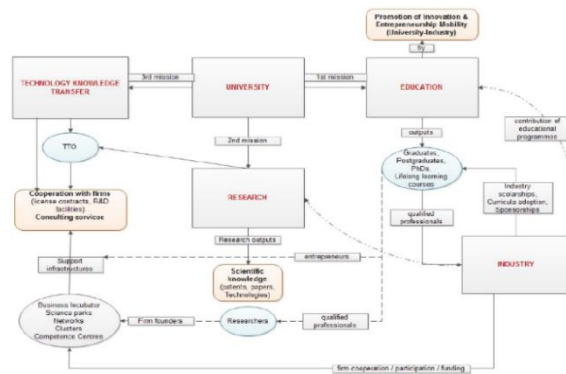 Promotion of Innovation &
Entrepreneurship Mobility
(University-Industry)
by
TECHNOLOGY KNOWLEDGE
TRANSFER
3rd mission
UNIVERSITY
1st mission
EDUCATION
contribution of
educational
programmes
2nd mission
outputs
TTO
Graduates,
Postgraduates,
PhDs,
Lifelong learning
courses
Cooperation with firms
(license contracts, R&D
facilities)
Consulting services
RESEARCH
Industry
scholarships,
Curricula adoption,
Sponsorships
qualified
professionals
Research outputs
Support
infrastructures
entrepreneurs
INDUSTRY
Scientific
knowledge
(patents, papers,
Technologies)
Business Incubator
Science parks
Networks
Clusters
Competence Centres
Firm founders
Researchers
qualified
professionals
firm cooperation / participation / funding